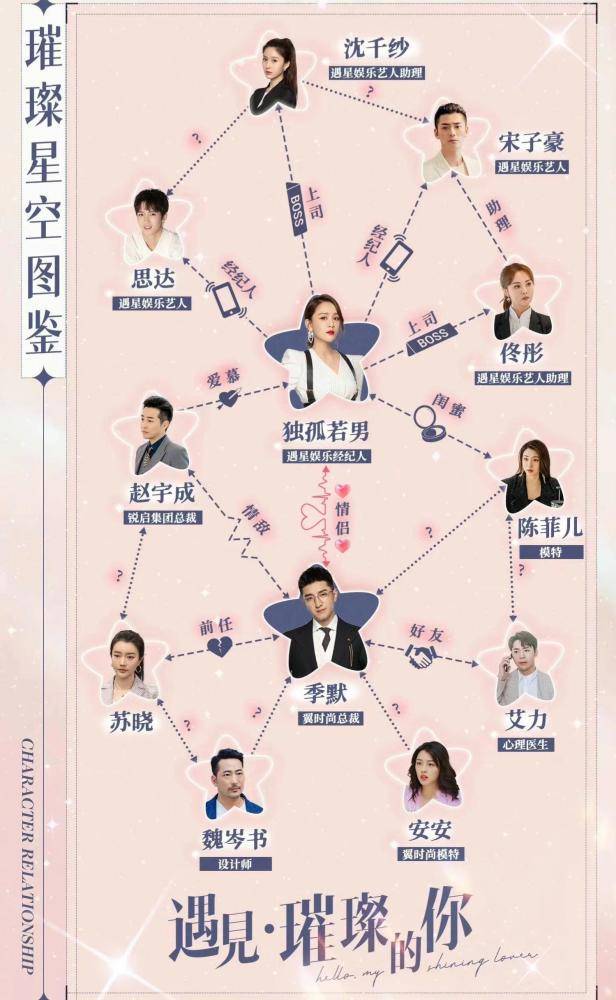 璀璨星空图鉴
沈千纱
遇星娱乐艺人助理
?
?
宋子豪
遇星娱乐艺人
上司
BOSS
助理
经纪人
思达
遇星娱乐艺人
经纪人
上司
BOSS
佟彤
遇星娱乐艺人助理
爱慕
独孤若男
遇星娱乐经纪人
闺蜜
赵宇成
锐启集团总裁
情敌
情侣
陈菲儿
模特
?
?
?
前任
好友
苏晓
季默
翼时尚总裁
艾力
心理医生
?
?
?
魏岑书
设计师
安安
翼时尚模特
CHARACTER RELATIONSHIP
遇見·璀璨的你
hello, my shining lover